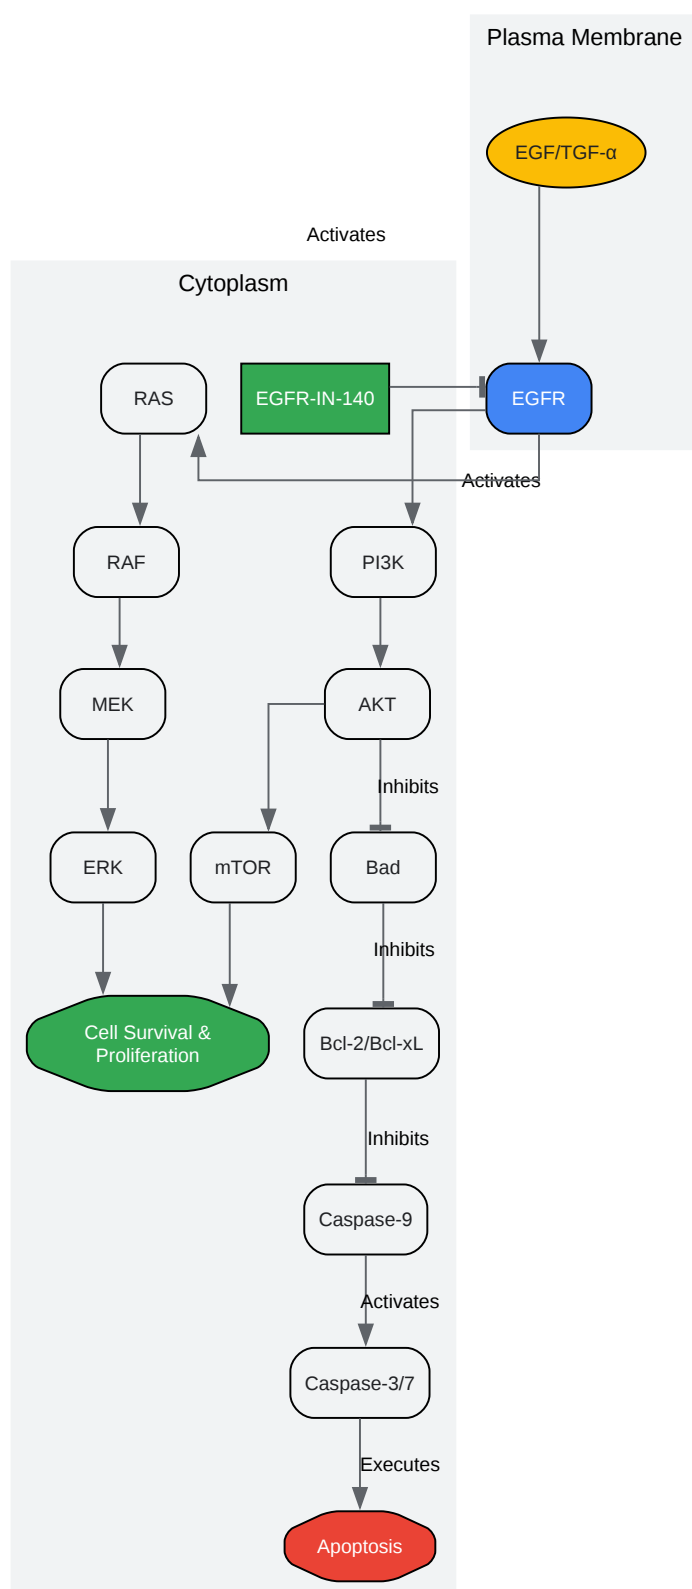 Plasma Membrane
EGF/TGF-α
Activates
Cytoplasm
RAS
EGFR-IN-140
EGFR
Activates
RAF
PI3K
MEK
AKT
Inhibits
ERK
mTOR
Bad
Inhibits
Cell Survival &
Proliferation
Bcl-2/Bcl-xL
Inhibits
Caspase-9
Activates
Caspase-3/7
Executes
Apoptosis